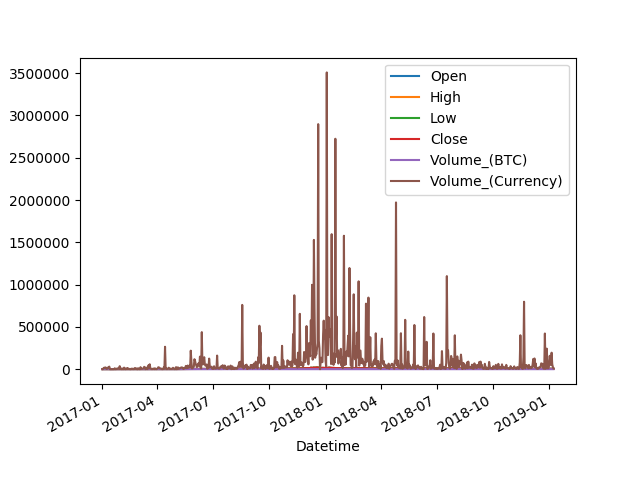 3500000
3000000
2500000
2000000
1500000
1000000
500000
0
Open
High
Low
Close
Volume_(BTC)
Volume_(Currency)
2017-01
2017-04
2017-07
2017-10
2018-01
2018-04
2018-07
2018-10
2019-01
Datetime